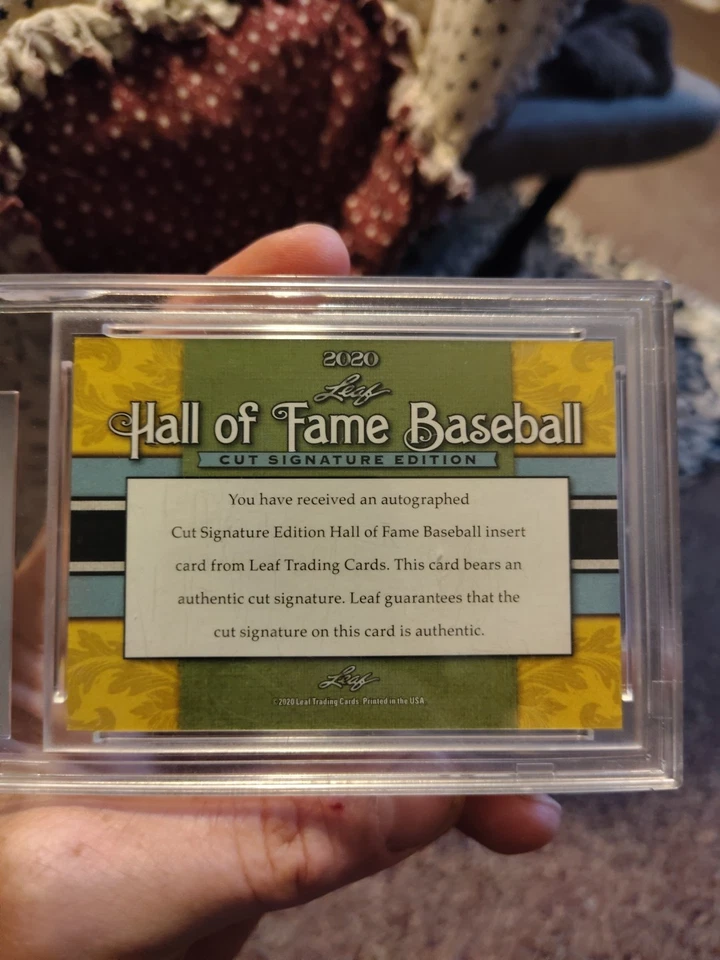 2020
Leaf
Hall of Fame Baseball
CUT SIGNATURE EDITION
You have received an autographed
Cut Signature Edition Hall of Fame Baseball insert
card from Leaf Trading Cards. This card bears an
authentic cut signature. Leaf guarantees that the
cut signature on this card is authentic.
Leaf
©2020 Leaf Trading Cards Printed in the USA